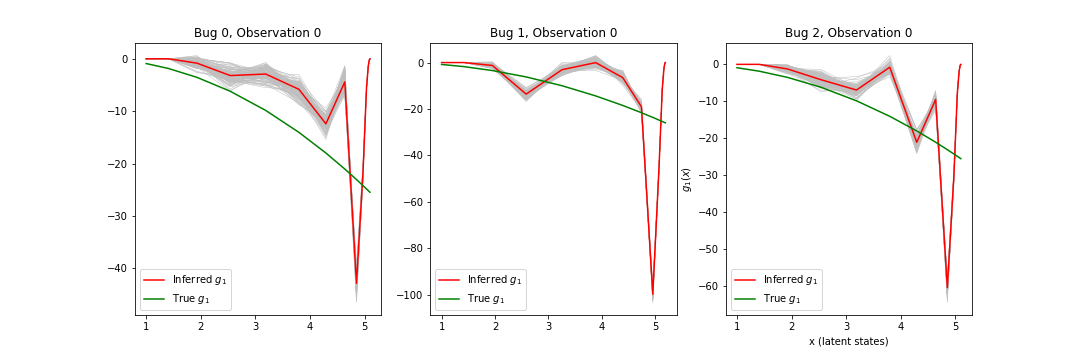 Bug 0, Observation 0
0
−10
−20
−30
−40
1 2 3 4 5
Inferred g₁
True g₁
Bug 1, Observation 0
0
−20
−40
−60
−80
−100
1 2 3 4 5
Inferred g₁
True g₁
Bug 2, Observation 0
g₁(x)
0
−10
−20
−30
−40
−50
−60
1 2 3 4 5
x (latent states)
Inferred g₁
True g₁